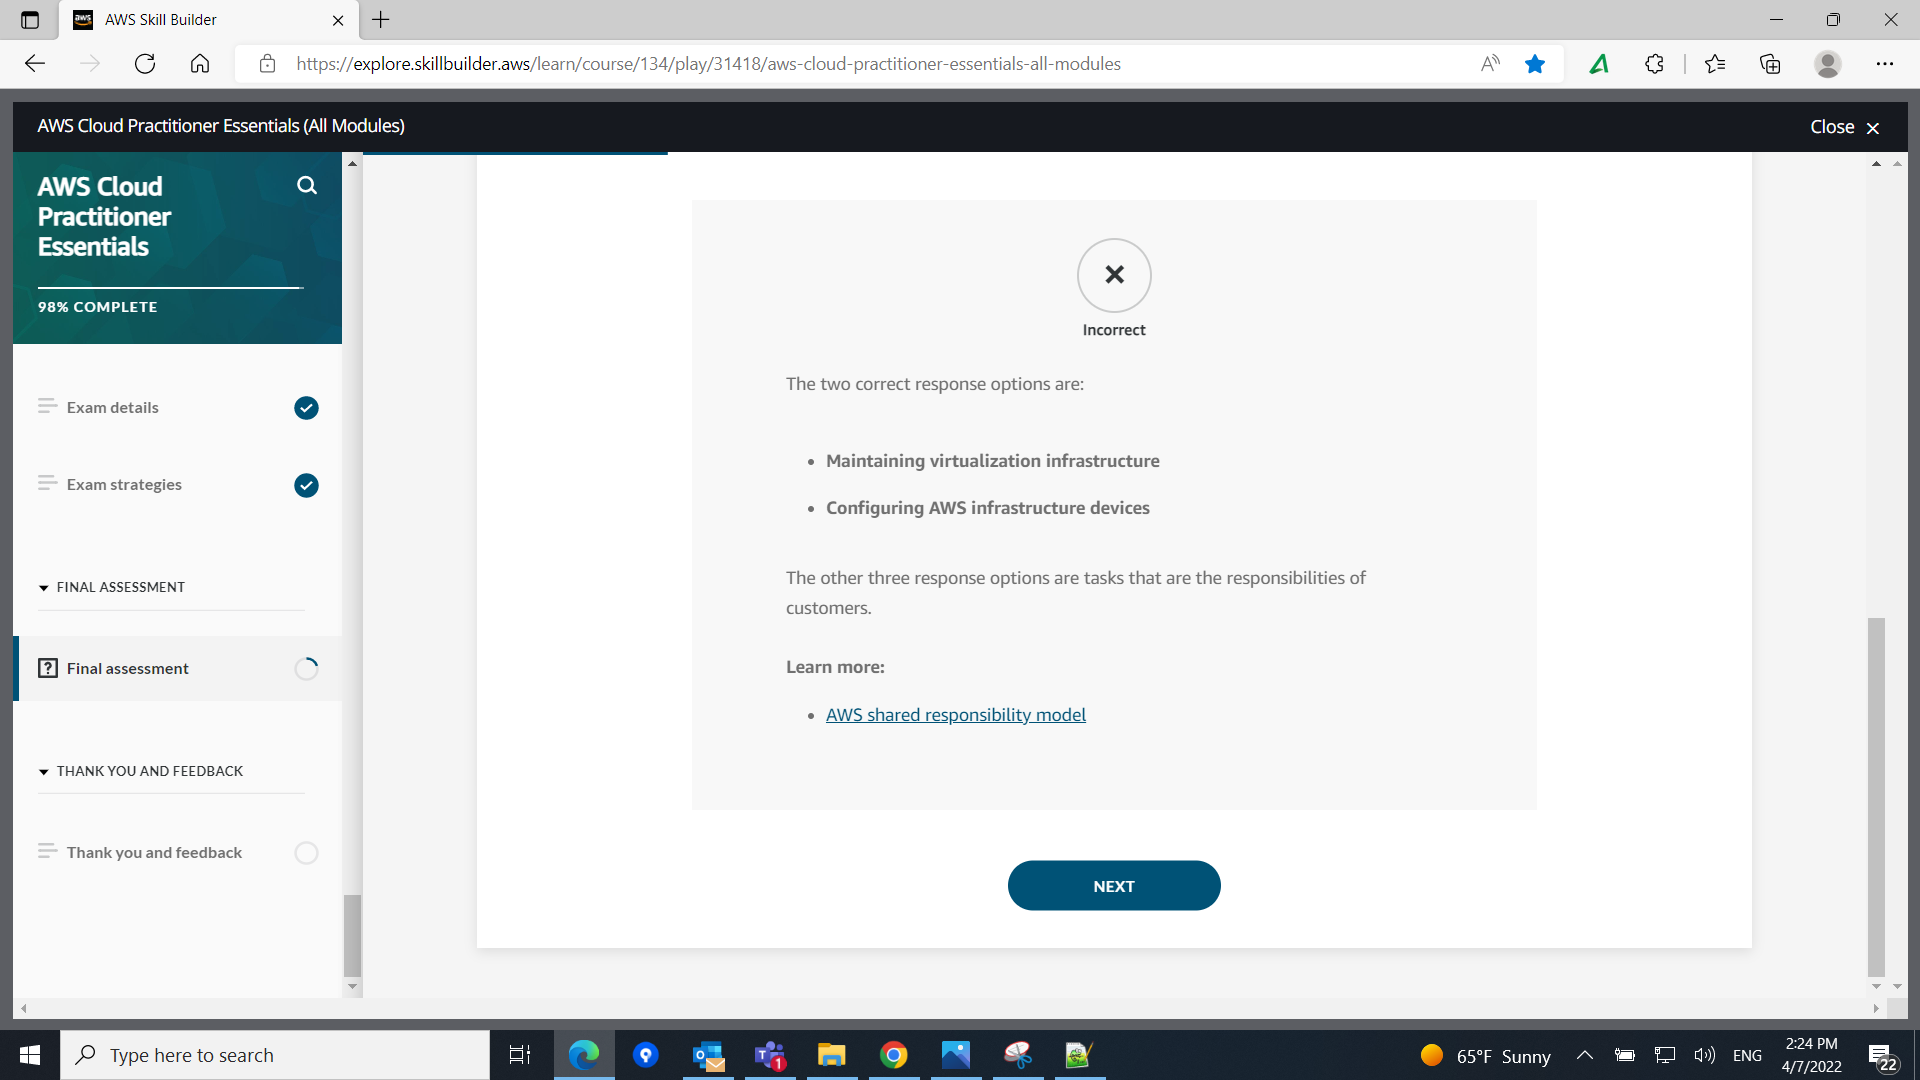 AWS Skill Builder
https://explore.skillbuilder.aws/learn/course/134/play/31418/aws-cloud-practitioner-essentials-all-modules
AWS Cloud Practitioner Essentials (All Modules)
Close
AWS Cloud
Practitioner
Essentials
98% COMPLETE
Exam details
Exam strategies
FINAL ASSESSMENT
Final assessment
THANK YOU AND FEEDBACK
Thank you and feedback
Incorrect
The two correct response options are:
Maintaining virtualization infrastructure
Configuring AWS infrastructure devices
The other three response options are tasks that are the responsibilities of
customers.
Learn more:
AWS shared responsibility model
NEXT
Type here to search
1
65°F Sunny
ENG
2:24 PM
4/7/2022
22